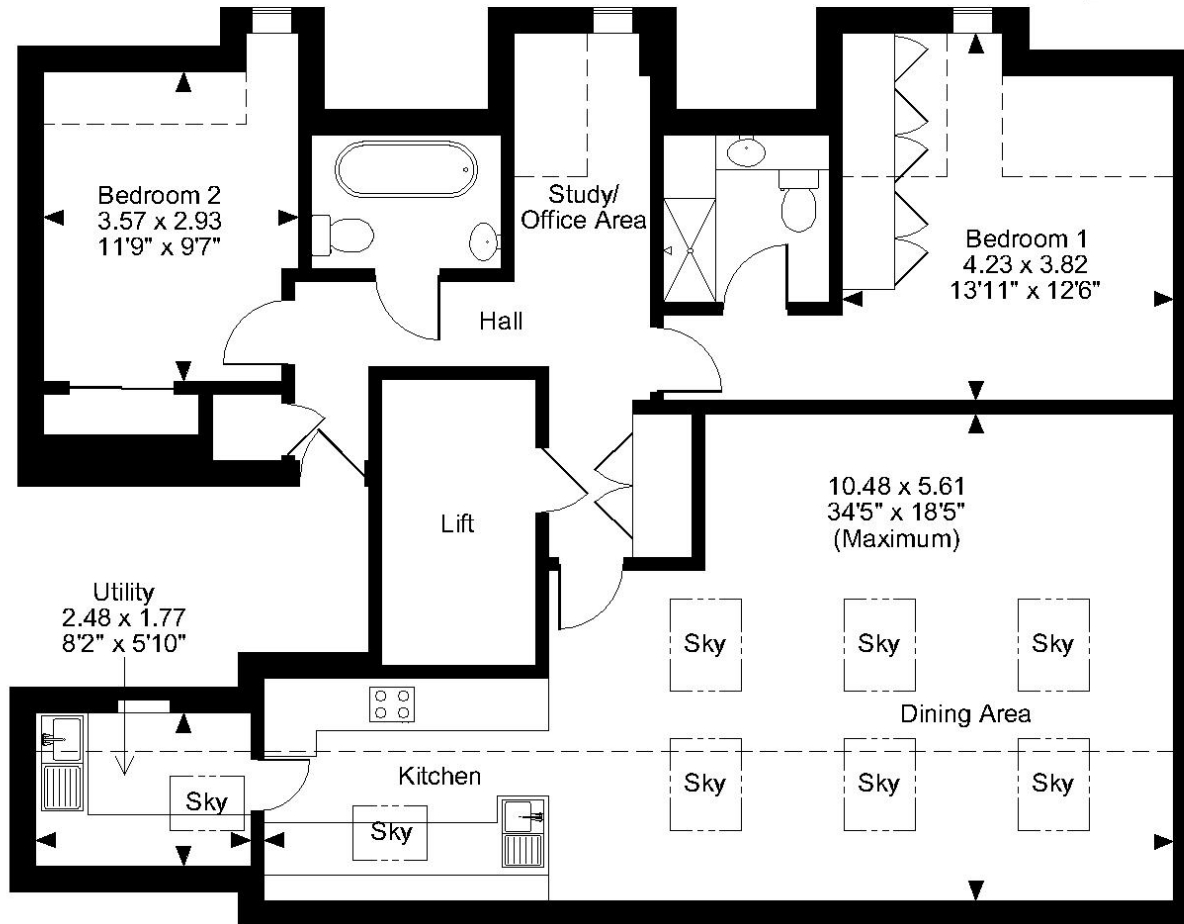 Bedroom 2
3.57 x 2.93
11'9" x 9'7"
Study/
Office Area
Bedroom 1
4.23 x 3.82
13'11" x 12'6"
Hall
Lift
10.48 x 5.61
34'5" x 18'5"
(Maximum)
Utility
2.48 x 1.77
8'2" x 5'10"
Sky
Sky
Sky
Dining Area
Kitchen
Sky
Sky
Sky
Sky
Sky